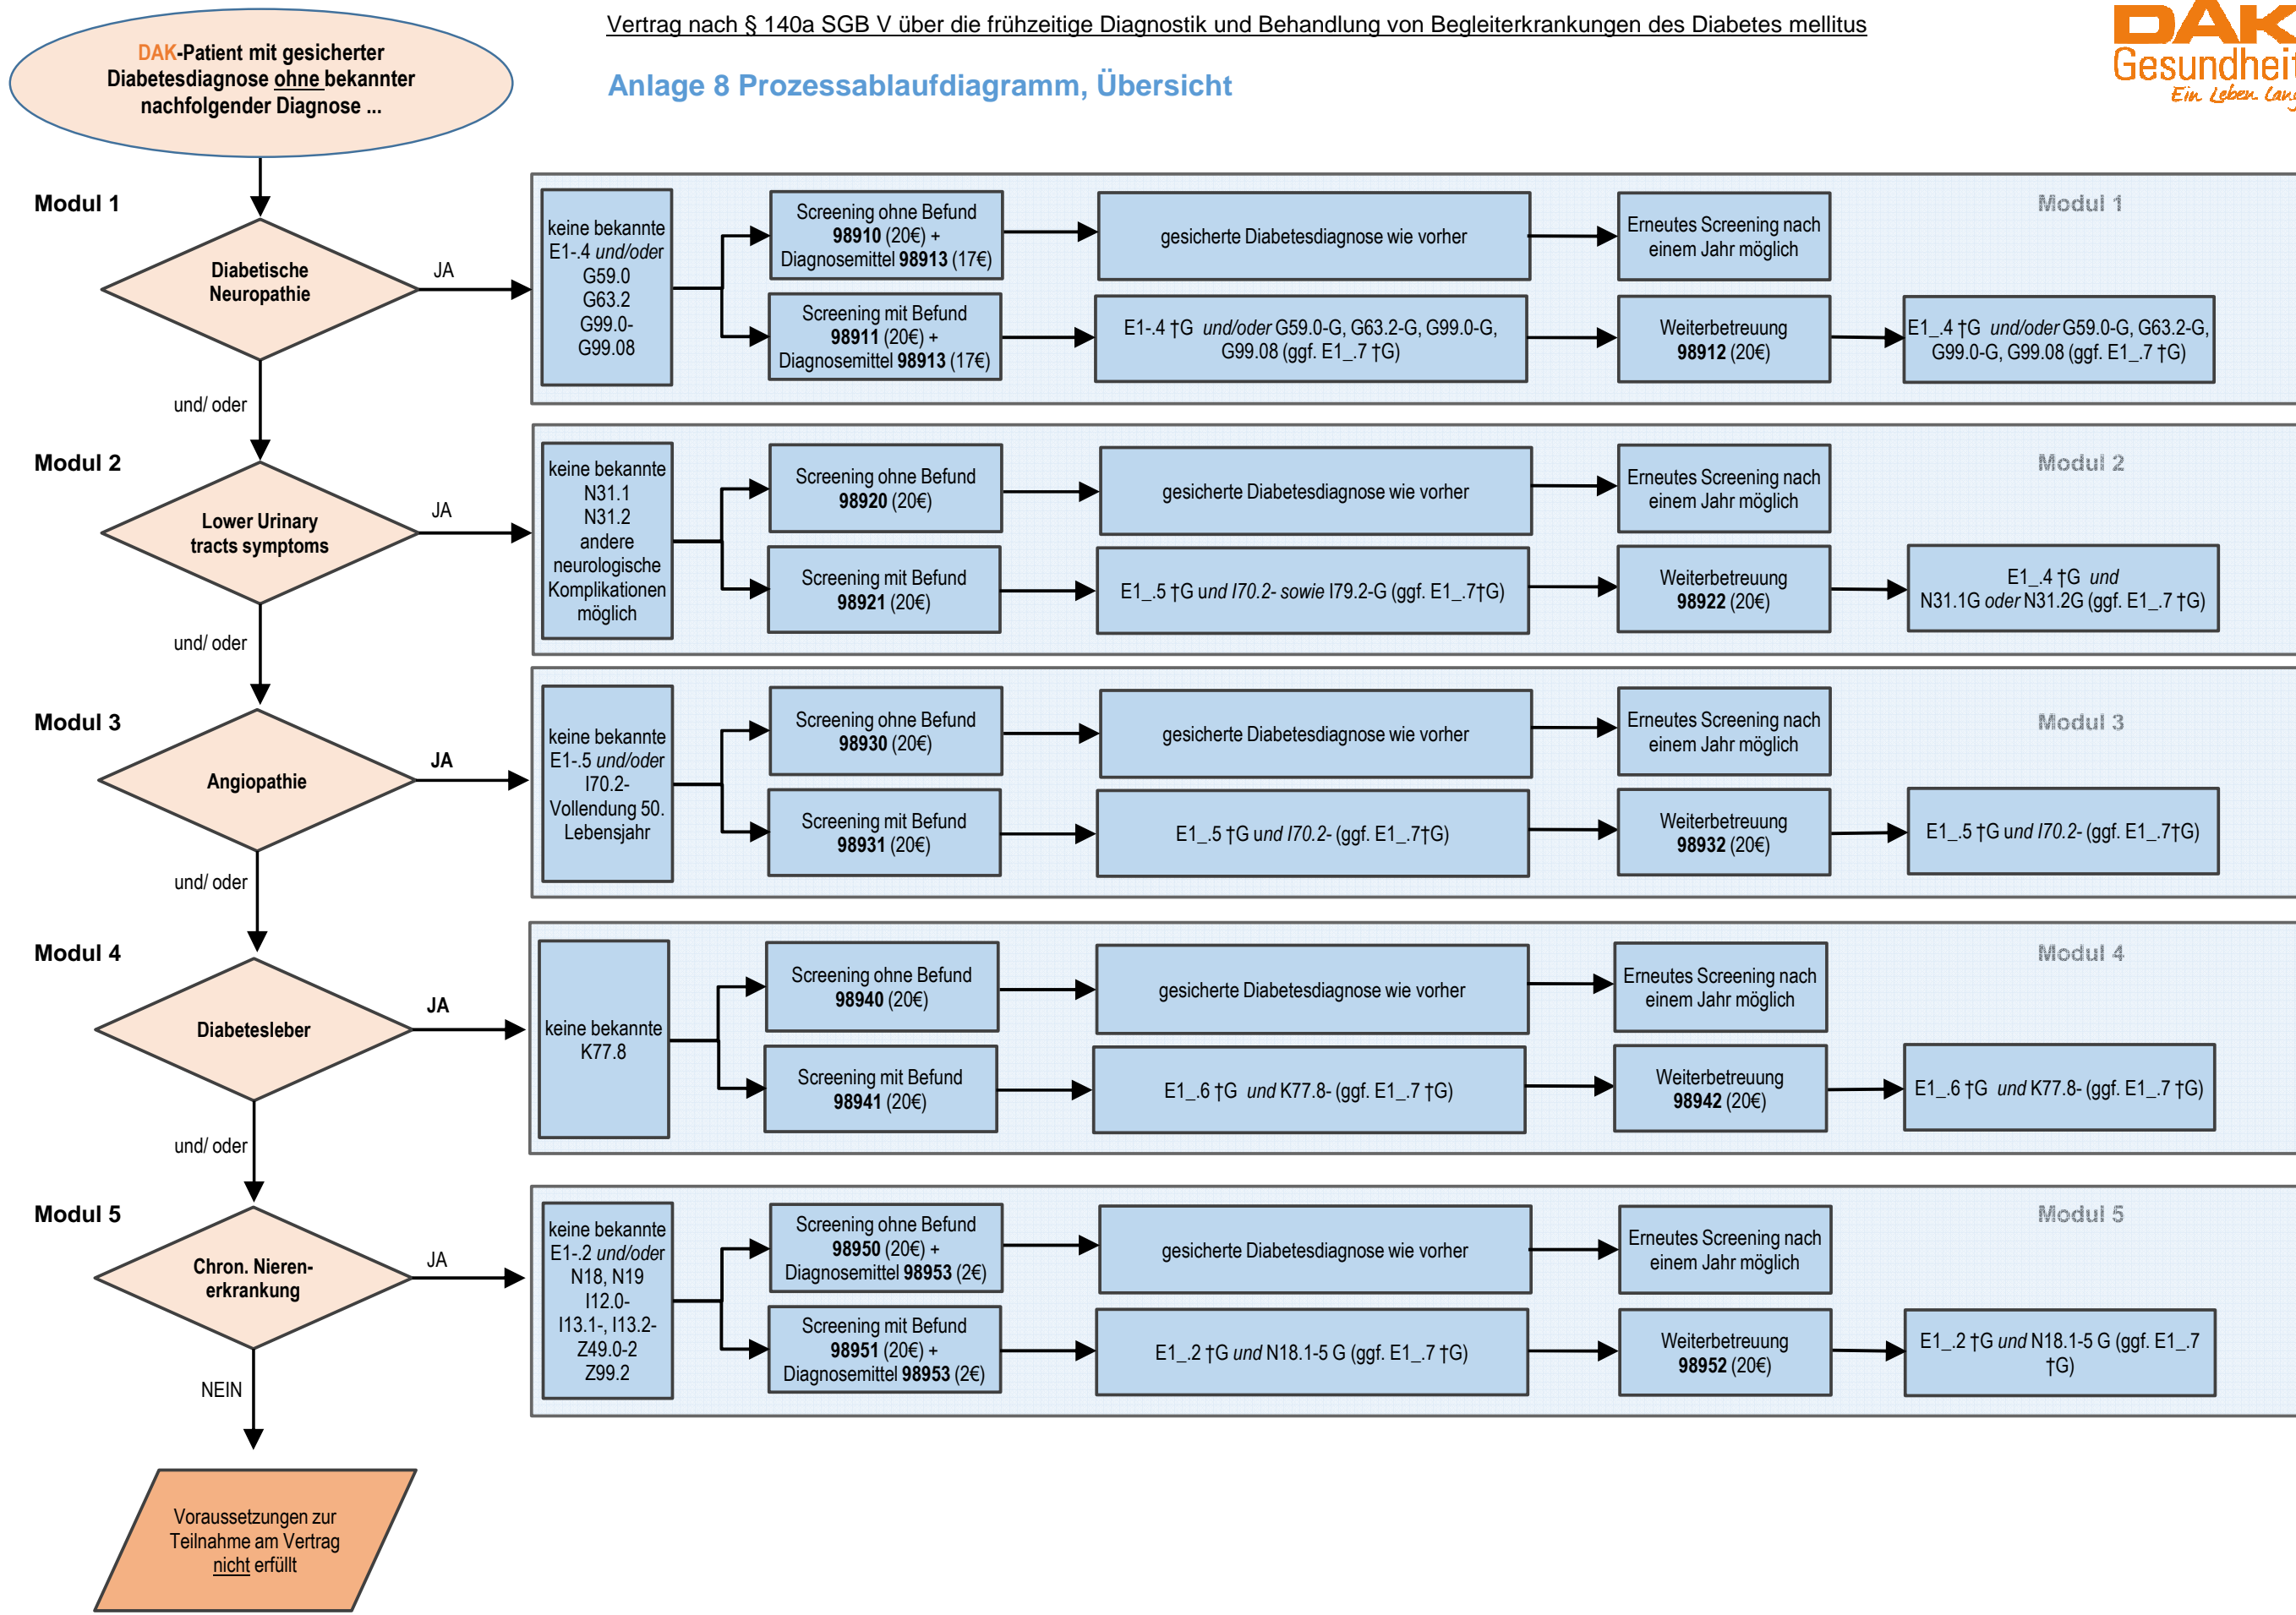 Vertrag nach § 140a SGB V über die frühzeitige Diagnostik und Behandlung von Begleiterkrankungen des Diabetes mellitus
DAK
Gesundheit
Ein Leben lang
Anlage 8 Prozessablaufdiagramm, Übersicht
DAK-Patient mit gesicherter
Diabetesdiagnose ohne bekannter
nachfolgender Diagnose ...
Modul 1
Diabetische
Neuropathie
JA
keine bekannte
E1-.4 und/oder
G59.0
G63.2
G99.0-
G99.08
Screening ohne Befund
98910 (20€) +
Diagnosemittel 98913 (17€)
gesicherte Diabetesdiagnose wie vorher
Erneutes Screening nach
einem Jahr möglich
Modul 1
Screening mit Befund
98911 (20€) +
Diagnosemittel 98913 (17€)
E1-.4 †G und/oder G59.0-G, G63.2-G, G99.0-G,
G99.08 (ggf. E1_.7 †G)
Weiterbetreuung
98912 (20€)
E1_.4 †G und/oder G59.0-G, G63.2-G,
G99.0-G, G99.08 (ggf. E1_.7 †G)
und/ oder
Modul 2
Lower Urinary
tracts symptoms
JA
keine bekannte
N31.1
N31.2
andere
neurologische
Komplikationen
möglich
Screening ohne Befund
98920 (20€)
gesicherte Diabetesdiagnose wie vorher
Erneutes Screening nach
einem Jahr möglich
Modul 2
Screening mit Befund
98921 (20€)
E1_.5 †G und I70.2- sowie I79.2-G (ggf. E1_.7†G)
Weiterbetreuung
98922 (20€)
E1_.4 †G und
N31.1G oder N31.2G (ggf. E1_.7 †G)
und/ oder
Modul 3
Angiopathie
JA
keine bekannte
E1-.5 und/oder
I70.2-
Vollendung 50.
Lebensjahr
Screening ohne Befund
98930 (20€)
gesicherte Diabetesdiagnose wie vorher
Erneutes Screening nach
einem Jahr möglich
Modul 3
Screening mit Befund
98931 (20€)
E1_.5 †G und I70.2- (ggf. E1_.7†G)
Weiterbetreuung
98932 (20€)
E1_.5 †G und I70.2- (ggf. E1_.7†G)
und/ oder
Modul 4
Diabetesleber
JA
keine bekannte
K77.8
Screening ohne Befund
98940 (20€)
gesicherte Diabetesdiagnose wie vorher
Erneutes Screening nach
einem Jahr möglich
Modul 4
Screening mit Befund
98941 (20€)
E1_.6 †G und K77.8- (ggf. E1_.7 †G)
Weiterbetreuung
98942 (20€)
E1_.6 †G und K77.8- (ggf. E1_.7 †G)
und/ oder
Modul 5
Chron. Nieren-
erkrankung
JA
keine bekannte
E1-.2 und/oder
N18, N19
I12.0-
I13.1-, I13.2-
Z49.0-2
Z99.2
Screening ohne Befund
98950 (20€) +
Diagnosemittel 98953 (2€)
gesicherte Diabetesdiagnose wie vorher
Erneutes Screening nach
einem Jahr möglich
Modul 5
Screening mit Befund
98951 (20€) +
Diagnosemittel 98953 (2€)
E1_.2 †G und N18.1-5 G (ggf. E1_.7 †G)
Weiterbetreuung
98952 (20€)
E1_.2 †G und N18.1-5 G (ggf. E1_.7
†G)
NEIN
Voraussetzungen zur
Teilnahme am Vertrag
nicht erfüllt